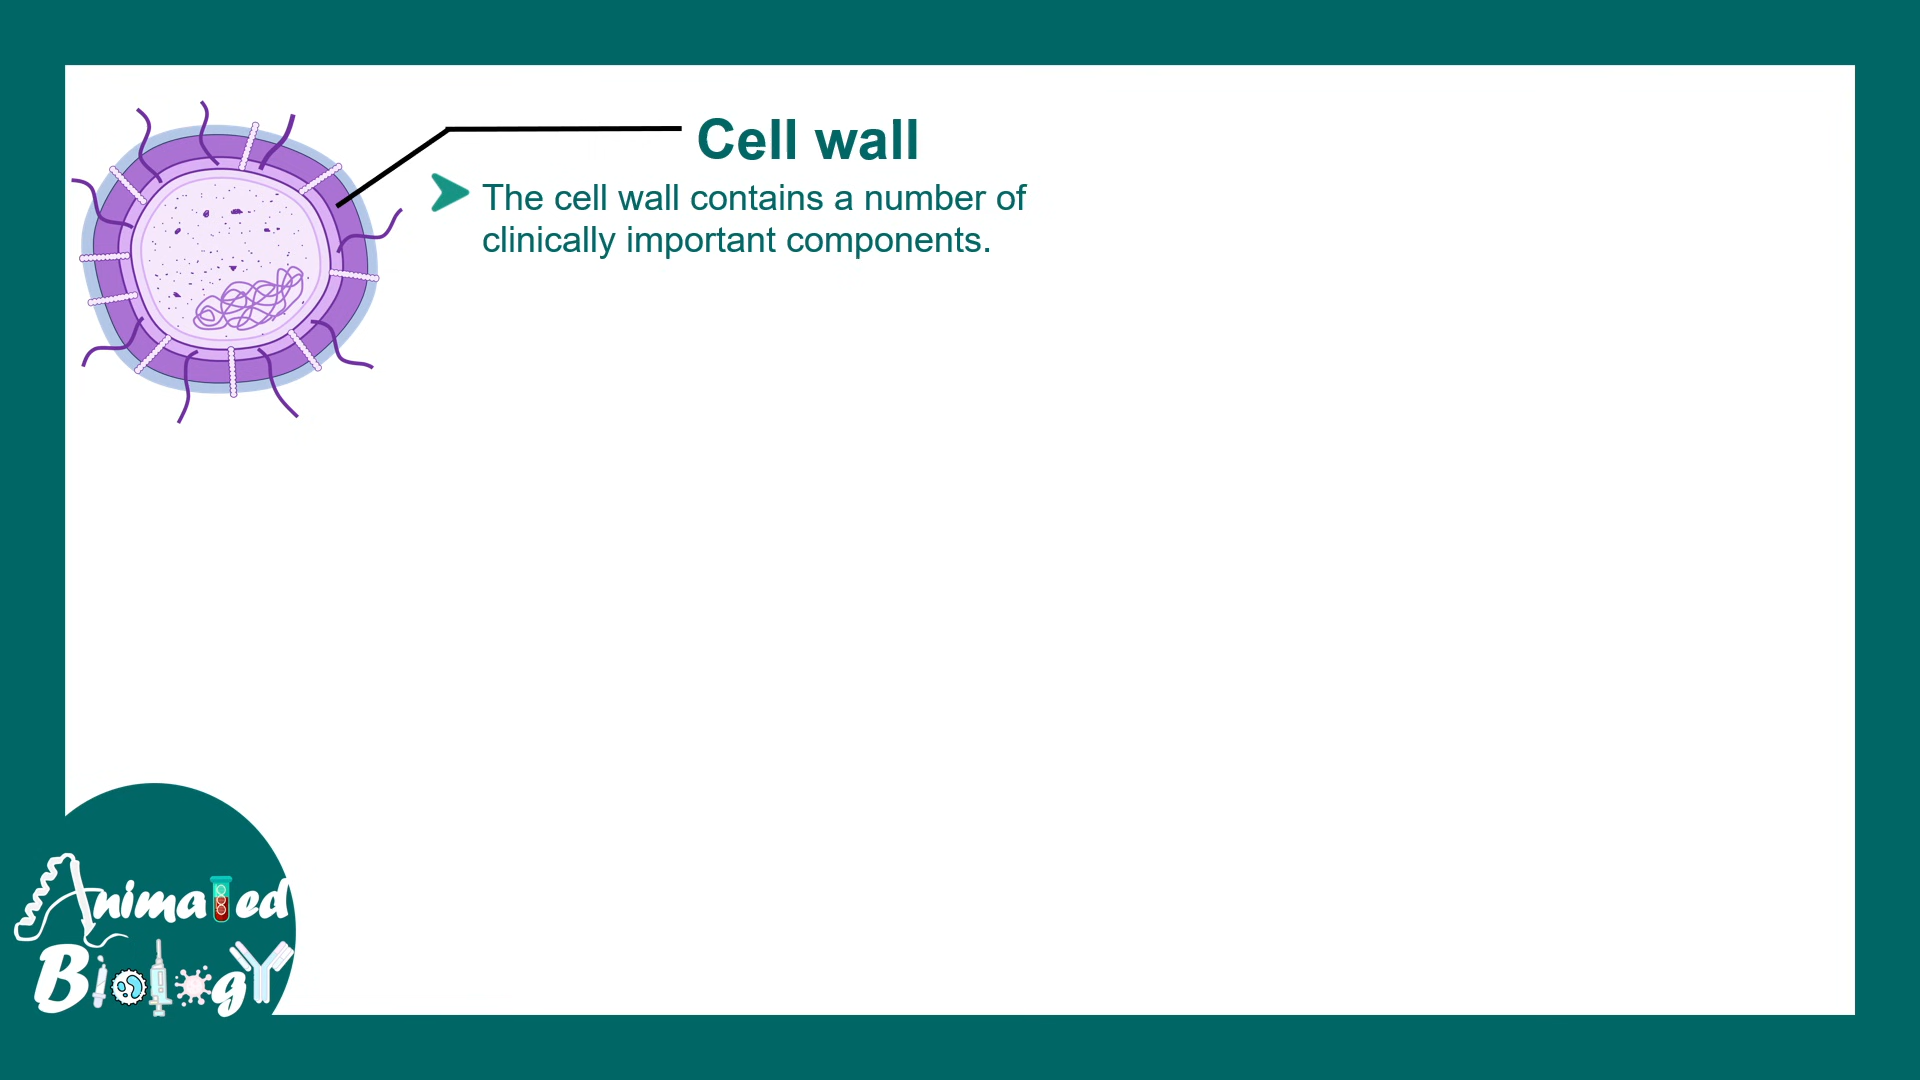 Cell wall
The cell wall contains a number of
clinically important components.
Animated
Biology